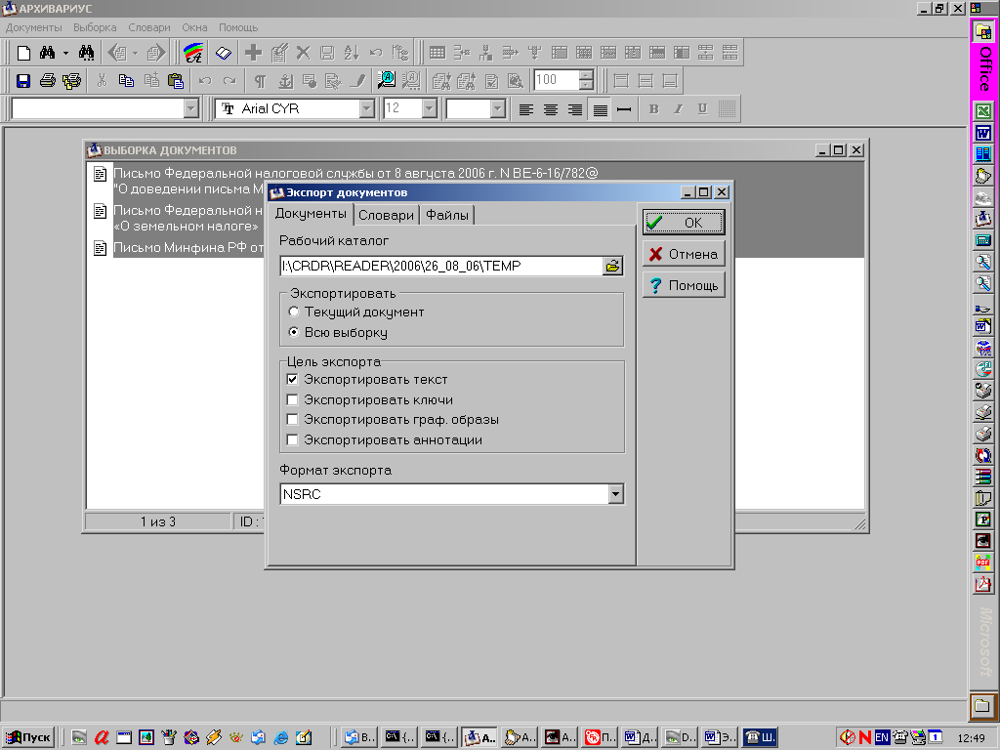 АРХИВАРИУС
Документы Выборка Словари Окна Помощь
100
Arial CYR 12
B I U
Office
ВЫБОРКА ДОКУМЕНТОВ
Письмо Федеральной налоговой службы от 8 августа 2006 г. N ВЕ-6-16/782@
"О доведении письма М
Письмо Федеральной н
«О земельном налоге»
Письмо Минфина РФ от
1 из 3 ID :
Экспорт документов
Документы Словари Файлы
Рабочий каталог
I:\CRDR\READER\2006\26_08_06\TEMP
Экспортировать
Текущий документ
Всю выборку
Цель экспорта
Экспортировать текст
Экспортировать ключи
Экспортировать граф. образы
Экспортировать аннотации
Формат экспорта
NSRC
OK
Отмена
Помощь
Microsoft
Пуск В.. {.. {.. А.. А.. А.. П.. Д.. D.. Э.. Ш. EN 12:49